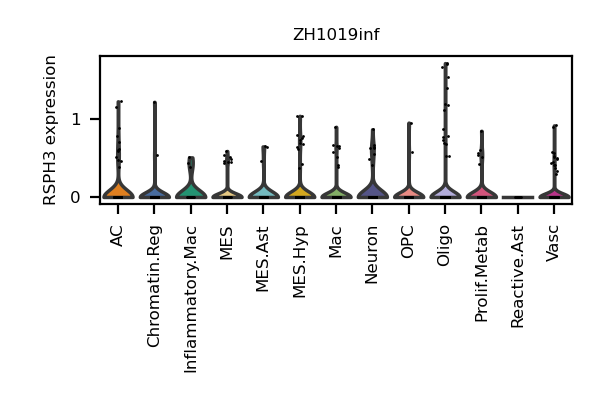 ZH1019inf
RSPH3 expression
1
0
AC
Chromatin.Reg
Inflammatory.Mac
MES
MES.Ast
MES.Hyp
Mac
Neuron
OPC
Oligo
Prolif.Metab
Reactive.Ast
Vasc